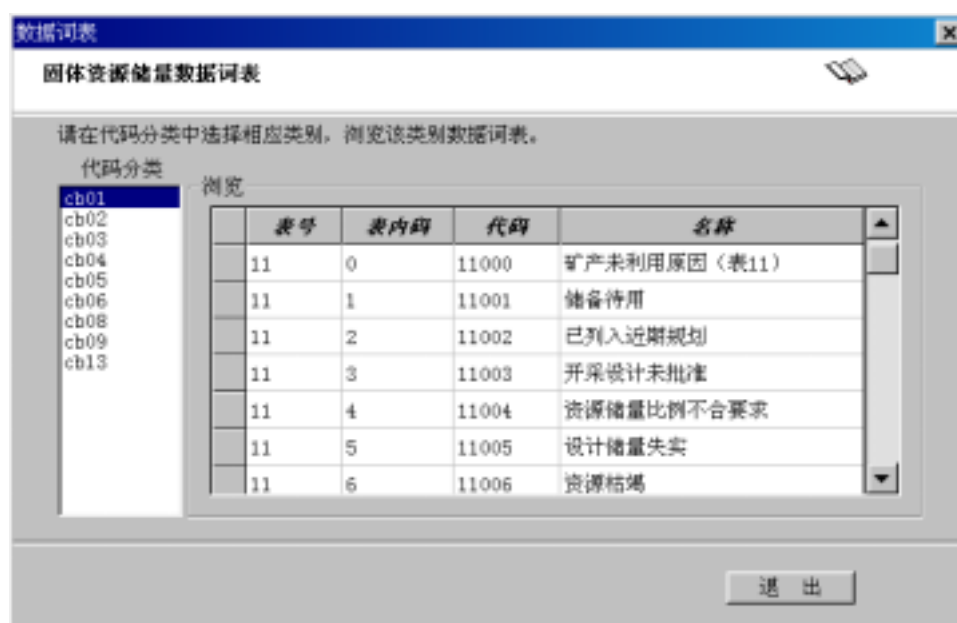 数据词表
固体资源储量数据词表
请在代码分类中选择相应类别，浏览该类别数据词表。
代码分类
浏览
cb01
cb02
cb03
cb04
cb05
cb06
cb08
cb09
cb13
表号 表内码 代码 名称
11 0 11000 矿产未利用原因（表11）
11 1 11001 储备待用
11 2 11002 已列入近期规划
11 3 11003 开采设计未批准
11 4 11004 资源储量比例不合要求
11 5 11005 设计储量失实
11 6 11006 资源枯竭
退 出